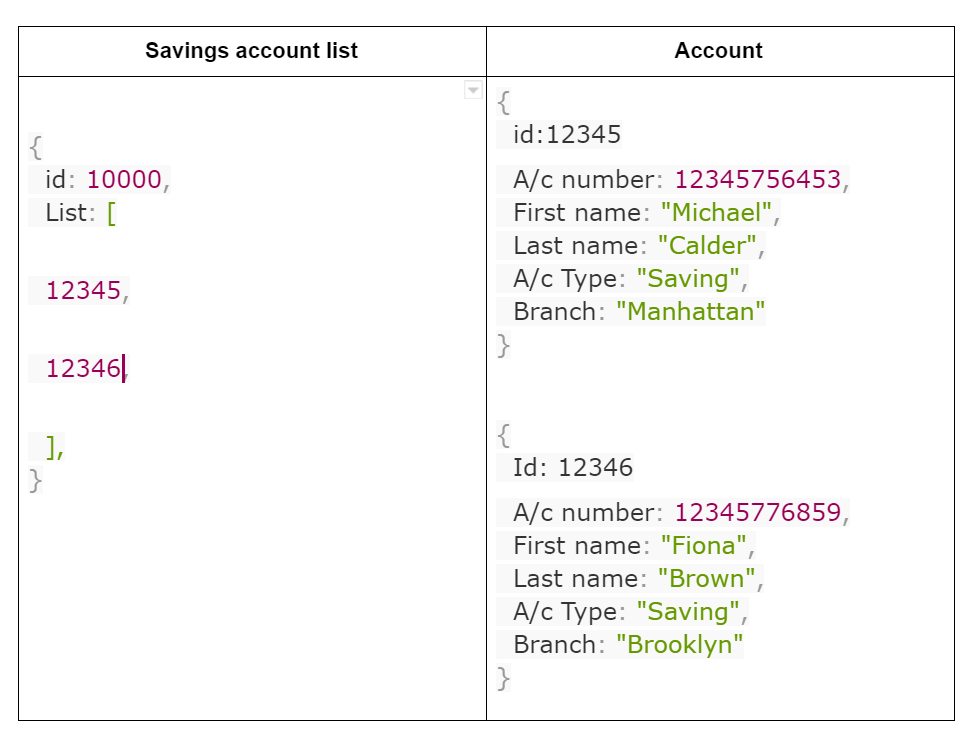 Savings account list
{
id: 10000,
List: [
12345,
12346,
],
}
Account
{
id:12345
A/c number: 12345756453,
First name: "Michael",
Last name: "Calder",
A/c Type: "Saving",
Branch: "Manhattan"
}
{
Id: 12346
A/c number: 12345776859,
First name: "Fiona",
Last name: "Brown",
A/c Type: "Saving",
Branch: "Brooklyn"
}